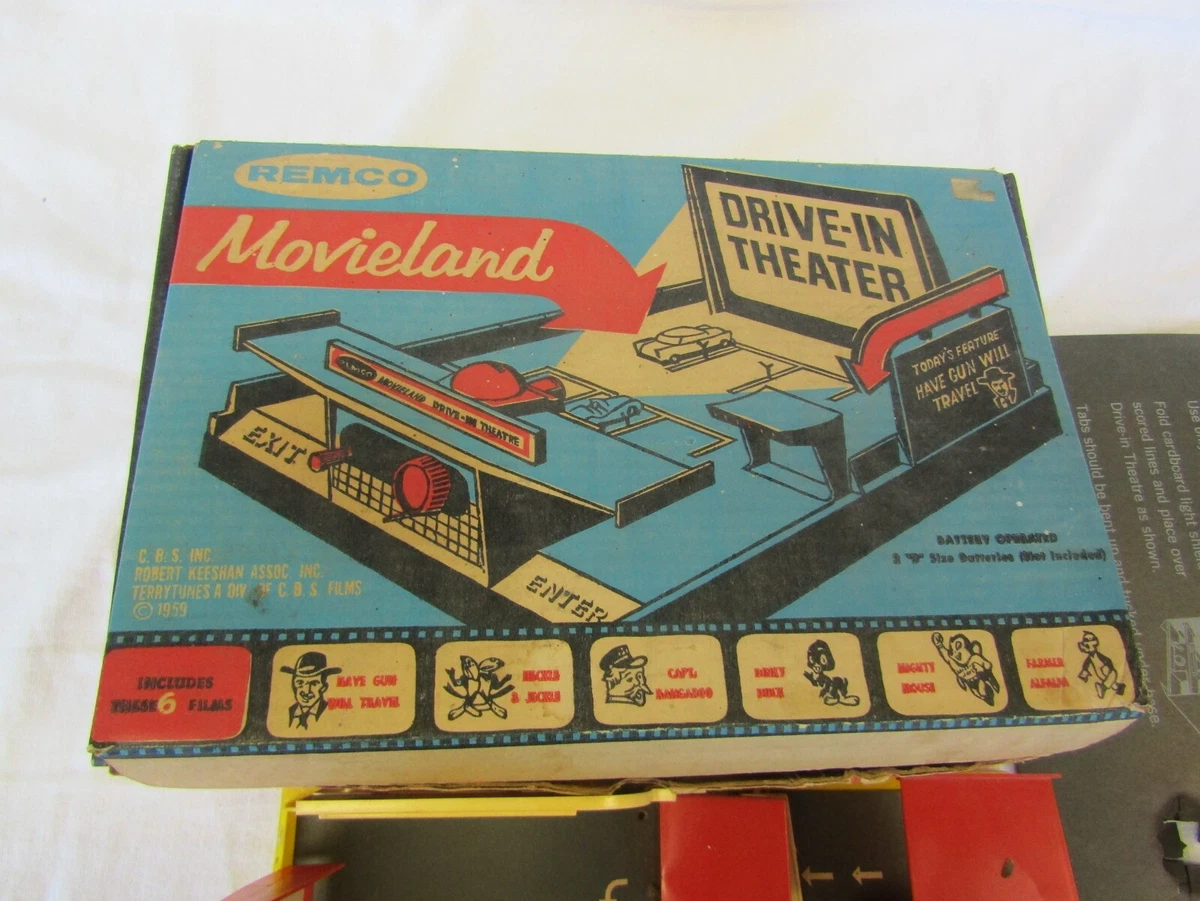 REMCO
Movieland
DRIVE-IN
THEATER
TODAY'S FEATURE
HAVE GUN WILL
TRAVEL
REMCO MOVIELAND DRIVE-IN THEATRE
EXIT
ENTER
C. B. S. INC.
ROBERT KEESHAN ASSOC. INC.
TERRYTUNES A DIV. OF C. B. S. FILMS
© 1959
BATTERY OPERATED
2 "D" Size Batteries (Not Included)
INCLUDES
THESE 6 FILMS
HAVE GUN
WILL TRAVEL
HECKLE
& JECKLE
CAPT.
KANGAROO
DINKY
DUCK
MIGHTY
MOUSE
FARMER
ALFALFA
Fold cardboard light
scored lines and place over
Drive-in Theatre as shown.
Tabs should be bent in and